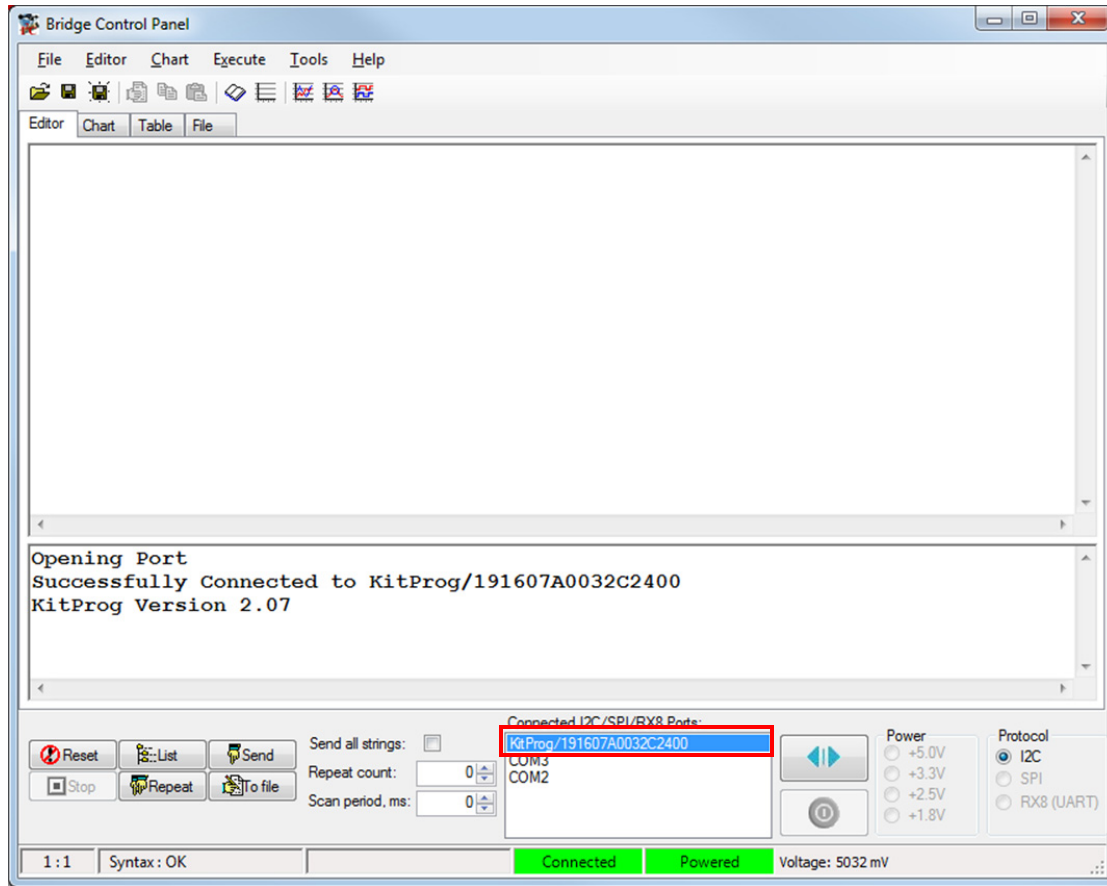 Bridge Control Panel
File Editor Chart Execute Tools Help
Editor Chart Table File
Opening Port
Successfully Connected to KitProg/191607A0032C2400
KitProg Version 2.07
Connected I2C/SPI/RX8 Ports:
Reset List Send
Stop Repeat To file
Send all strings:
Repeat count: 0
Scan period, ms: 0
KitProg/191607A0032C2400
COM3
COM2
Power
+5.0V
+3.3V
+2.5V
+1.8V
Protocol
I2C
SPI
RX8 (UART)
1:1 Syntax : OK Connected Powered Voltage: 5032 mV